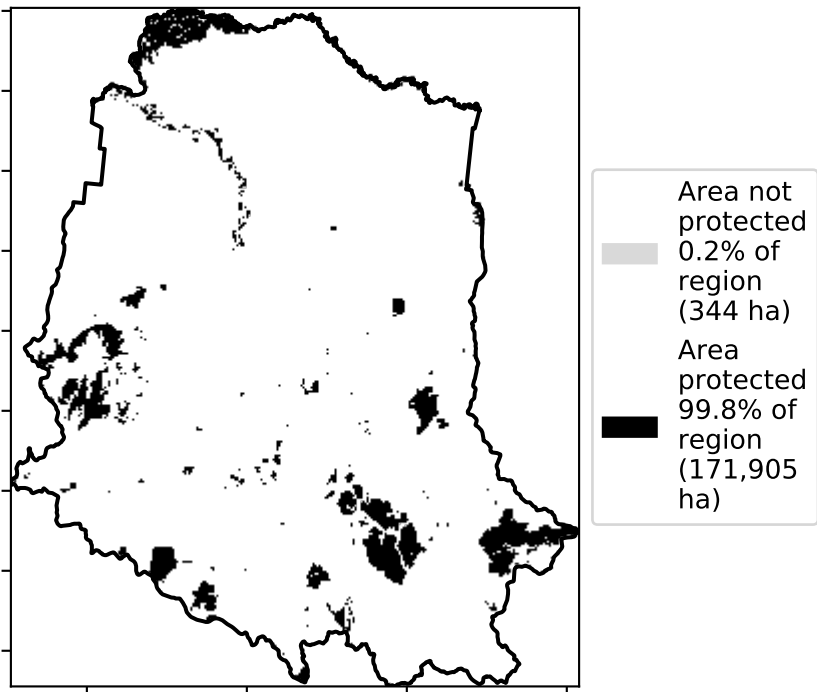 Area not
protected
0.2% of
region
(344 ha)
Area
protected
99.8% of
region
(171,905
ha)